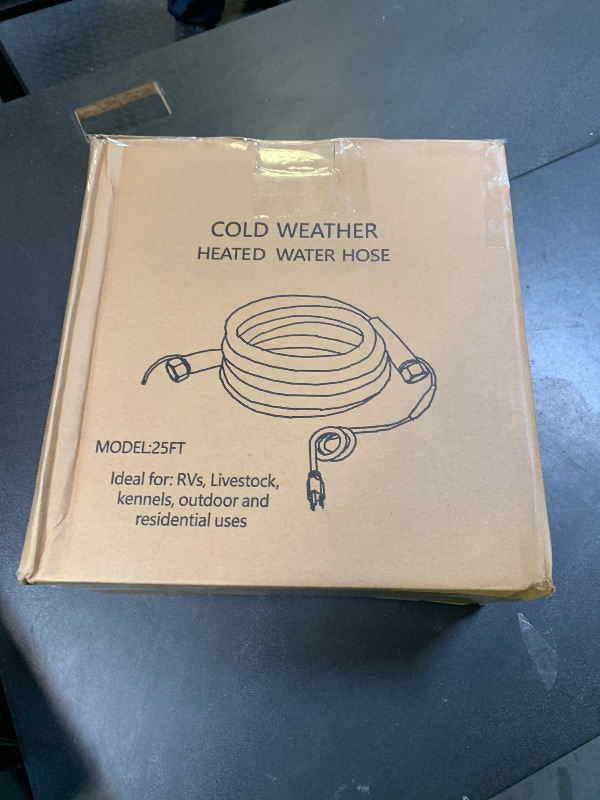 COLD WEATHER
HEATED WATER HOSE
MODEL:25FT
Ideal for: RVs, Livestock,
kennels, outdoor and
residential uses